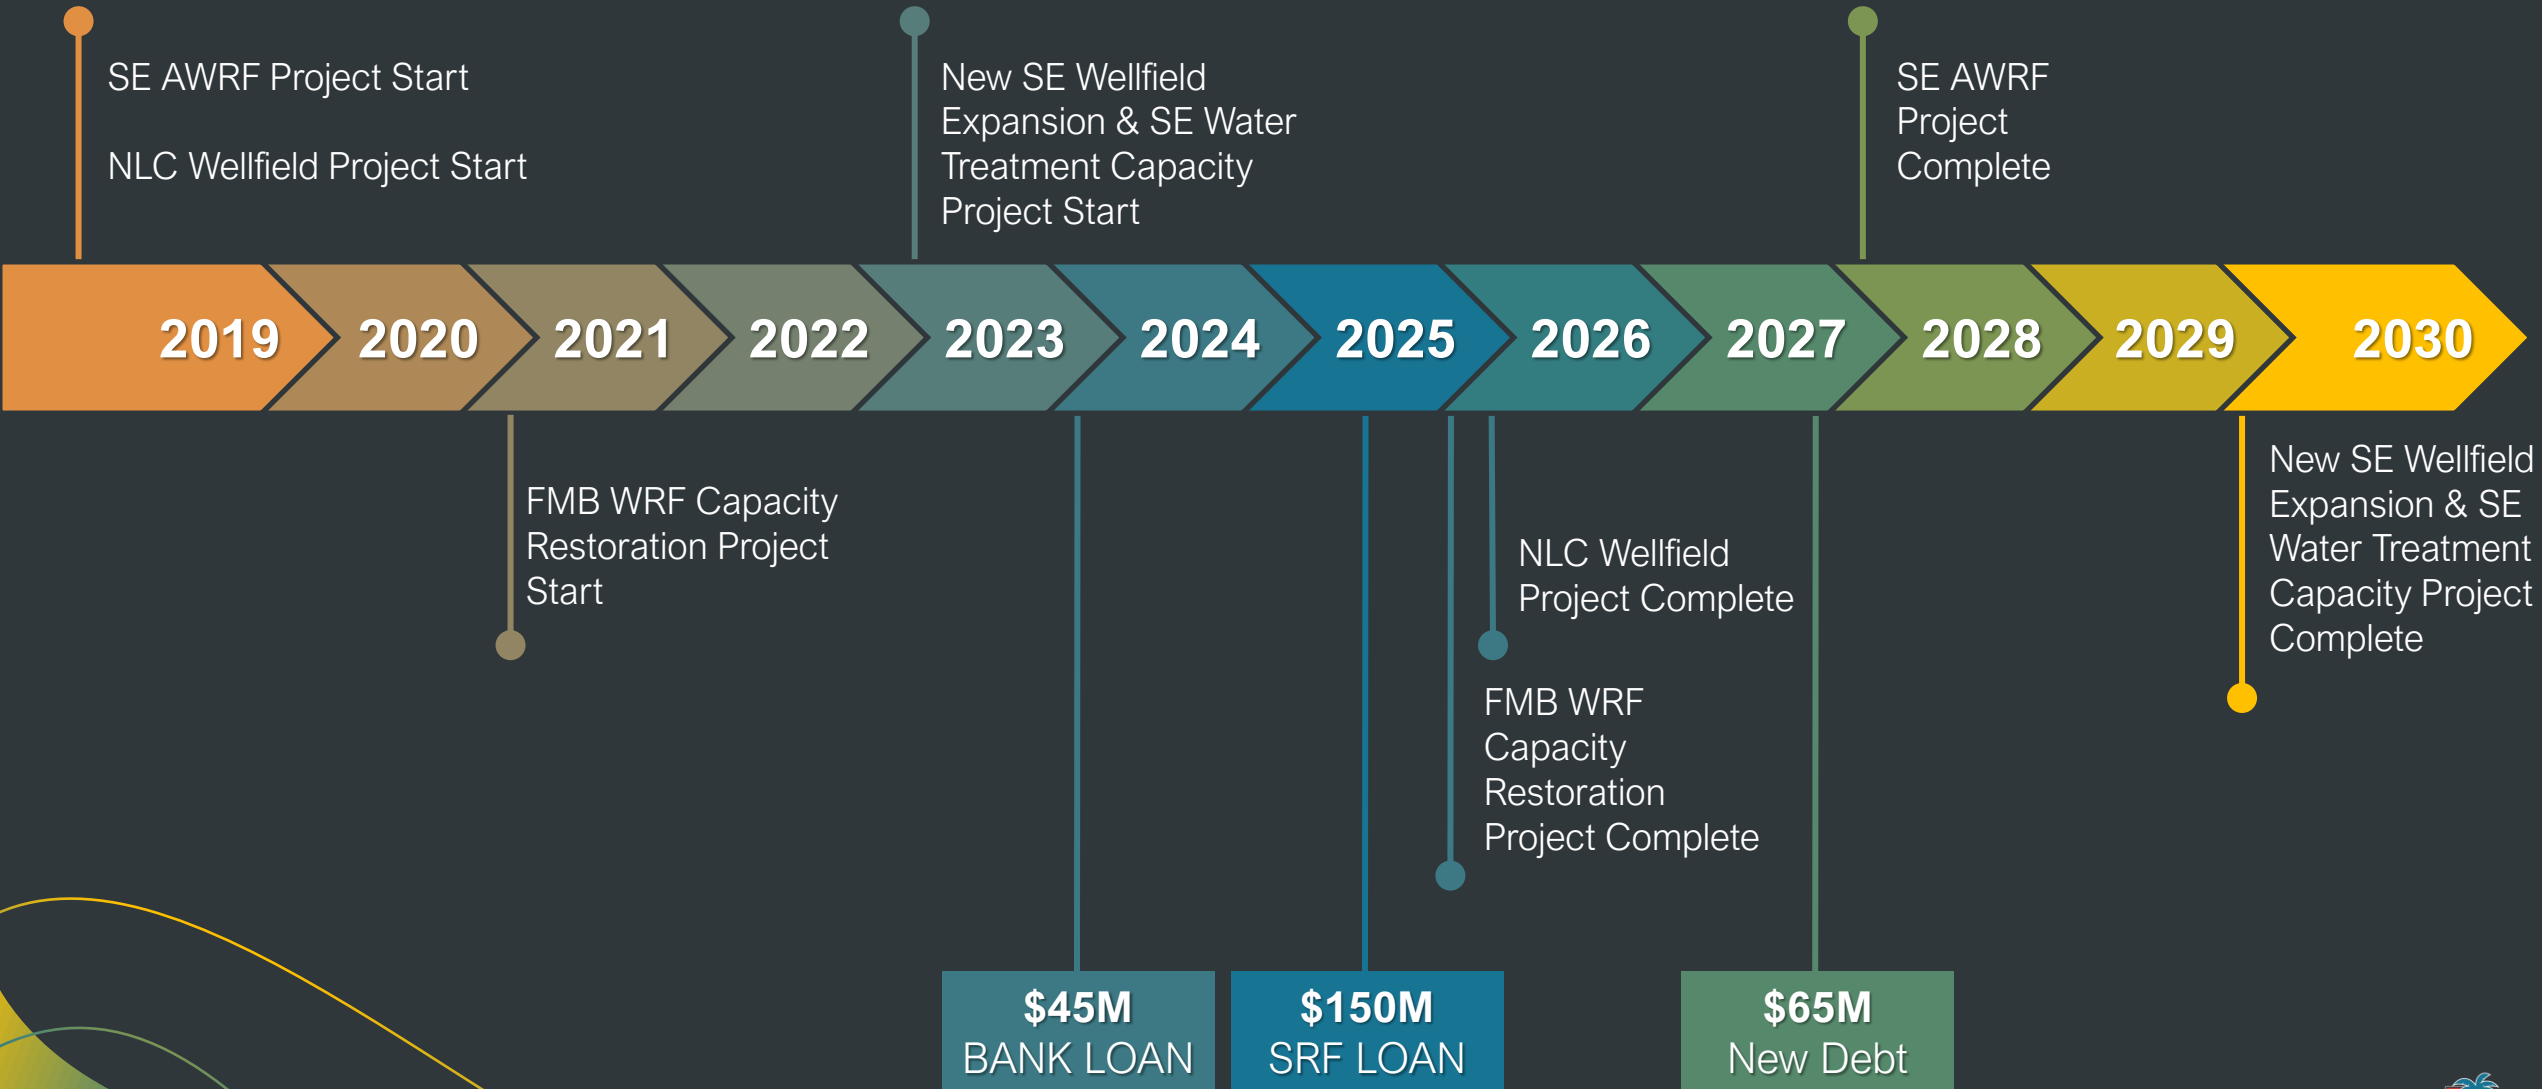 SE AWRF Project Start
NLC Wellfield Project Start
New SE Wellfield
Expansion & SE Water
Treatment Capacity
Project Start
SE AWRF
Project
Complete
2019
2020
2021
2022
2023
2024
2025
2026
2027
2028
2029
2030
FMB WRF Capacity
Restoration Project
Start
NLC Wellfield
Project Complete
FMB WRF
Capacity
Restoration
Project Complete
New SE Wellfield
Expansion & SE
Water Treatment
Capacity Project
Complete
$45M
BANK LOAN
$150M
SRF LOAN
$65M
New Debt